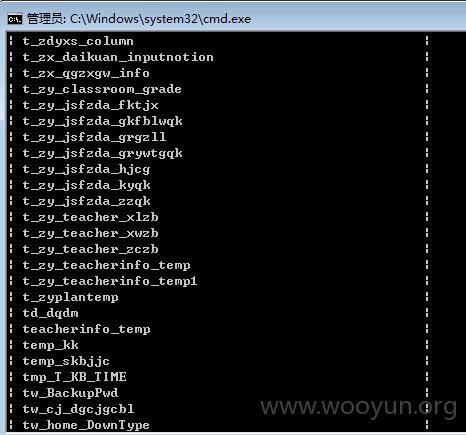 管理员: C:\Windows\system32\cmd.exe
| t_zdyxs_column |
| t_zx_daikuan_inputnotion |
| t_zx_qgzxgw_info |
| t_zy_classroom_grade |
| t_zy_jsfzda_fktjx |
| t_zy_jsfzda_gkfblwqk |
| t_zy_jsfzda_grgzll |
| t_zy_jsfzda_grywtgqk |
| t_zy_jsfzda_hjcg |
| t_zy_jsfzda_kyqk |
| t_zy_jsfzda_zzqk |
| t_zy_teacher_xlzb |
| t_zy_teacher_xwzb |
| t_zy_teacher_zczb |
| t_zy_teacherinfo_temp |
| t_zy_teacherinfo_temp1 |
| t_zyplantemp |
| td_dqdm |
| teacherinfo_temp |
| temp_kk |
| temp_skbjjc |
| tmp_T_KB_TIME |
| tw_BackupPwd |
| tw_cj_dgcjgcbl |
| tw_home_DownType |
www.wooyun.org